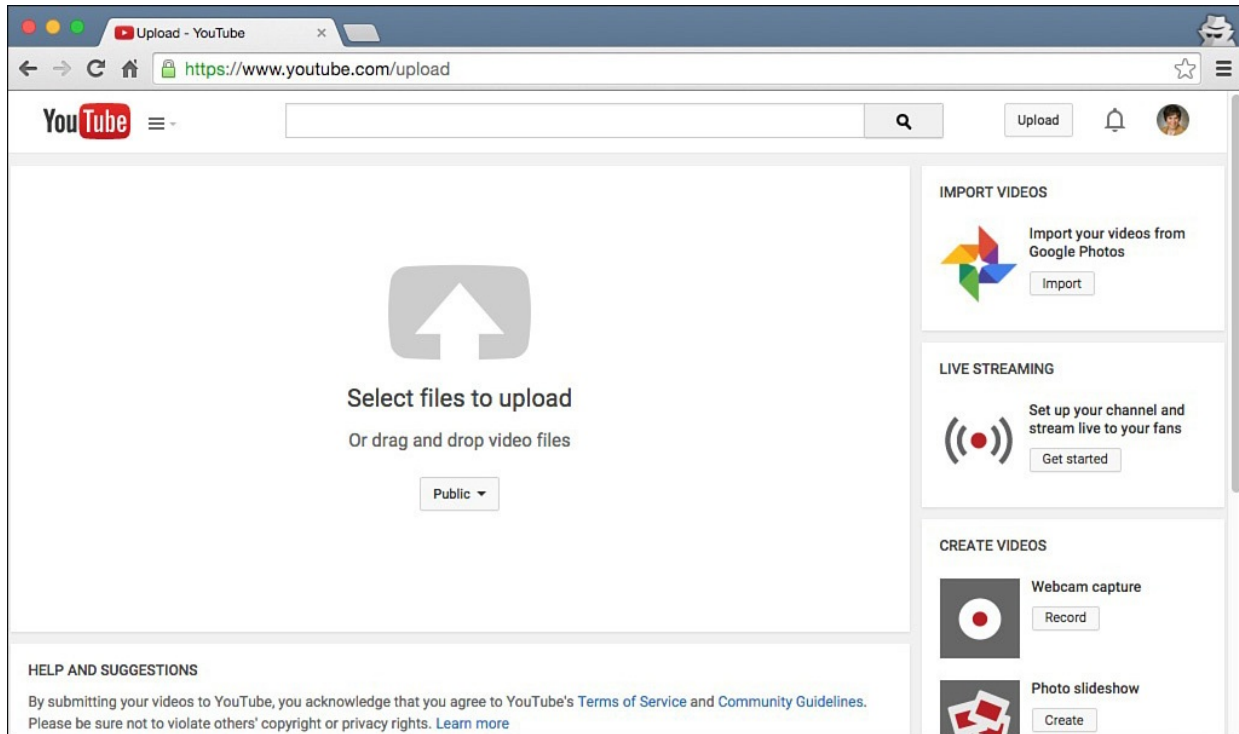 Upload - YouTube
https://www.youtube.com/upload
YouTube
Upload
Select files to upload
Or drag and drop video files
Public
HELP AND SUGGESTIONS
By submitting your videos to YouTube, you acknowledge that you agree to YouTube's Terms of Service and Community Guidelines.
Please be sure not to violate others' copyright or privacy rights. Learn more
IMPORT VIDEOS
Import your videos from
Google Photos
Import
LIVE STREAMING
Set up your channel and
stream live to your fans
Get started
CREATE VIDEOS
Webcam capture
Record
Photo slideshow
Create